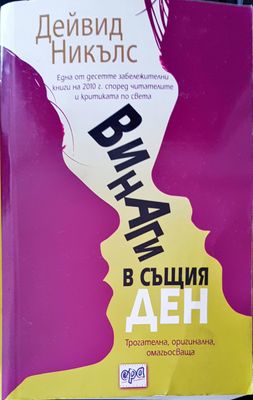 Дейвид
Никълс
Една от десетте забележителни
книги на 2010 г. според читателите
и критиката по света
ВИНАГИ
В СЪЩИЯ
ДЕН
Трогателна, оригинална,
омагьосваща
ера